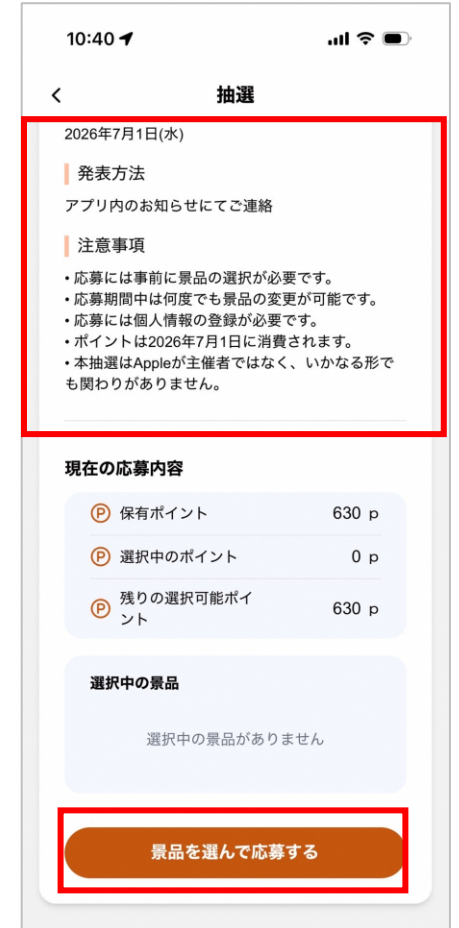 10:40
抽選
2026年7月1日(水)
発表方法
アプリ内のお知らせにてご連絡
注意事項
・応募には事前に景品の選択が必要です。
・応募期間中は何度でも景品の変更が可能です。
・応募には個人情報の登録が必要です。
・ポイントは2026年7月1日に消費されます。
・本抽選はAppleが主催者ではなく、いかなる形で
も関わりがありません。
現在の応募内容
P 保有ポイント 630 p
P 選択中のポイント 0 p
P 残りの選択可能ポイ
ント 630 p
選択中の景品
選択中の景品がありません
景品を選んで応募する